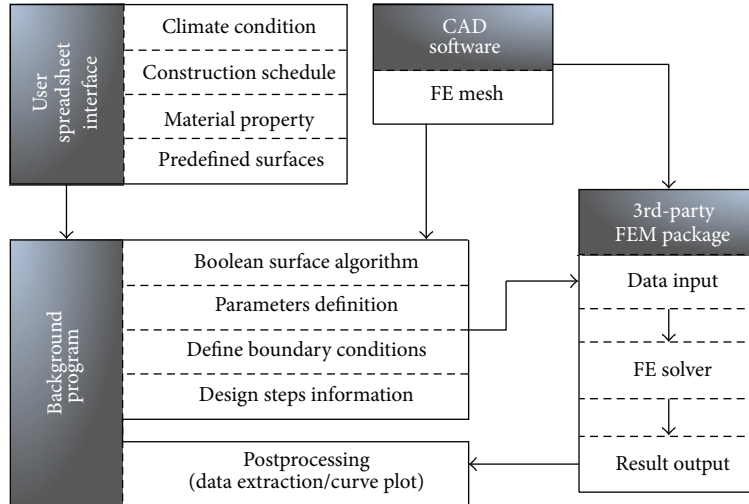 User
spreadsheet
interface
Climate condition
Construction schedule
Material property
Predefined surfaces
CAD
software
FE mesh
Background
program
Boolean surface algorithm
Parameters definition
Define boundary conditions
Design steps information
Postprocessing
(data extraction/curve plot)
3rd-party
FEM package
Data input
FE solver
Result output